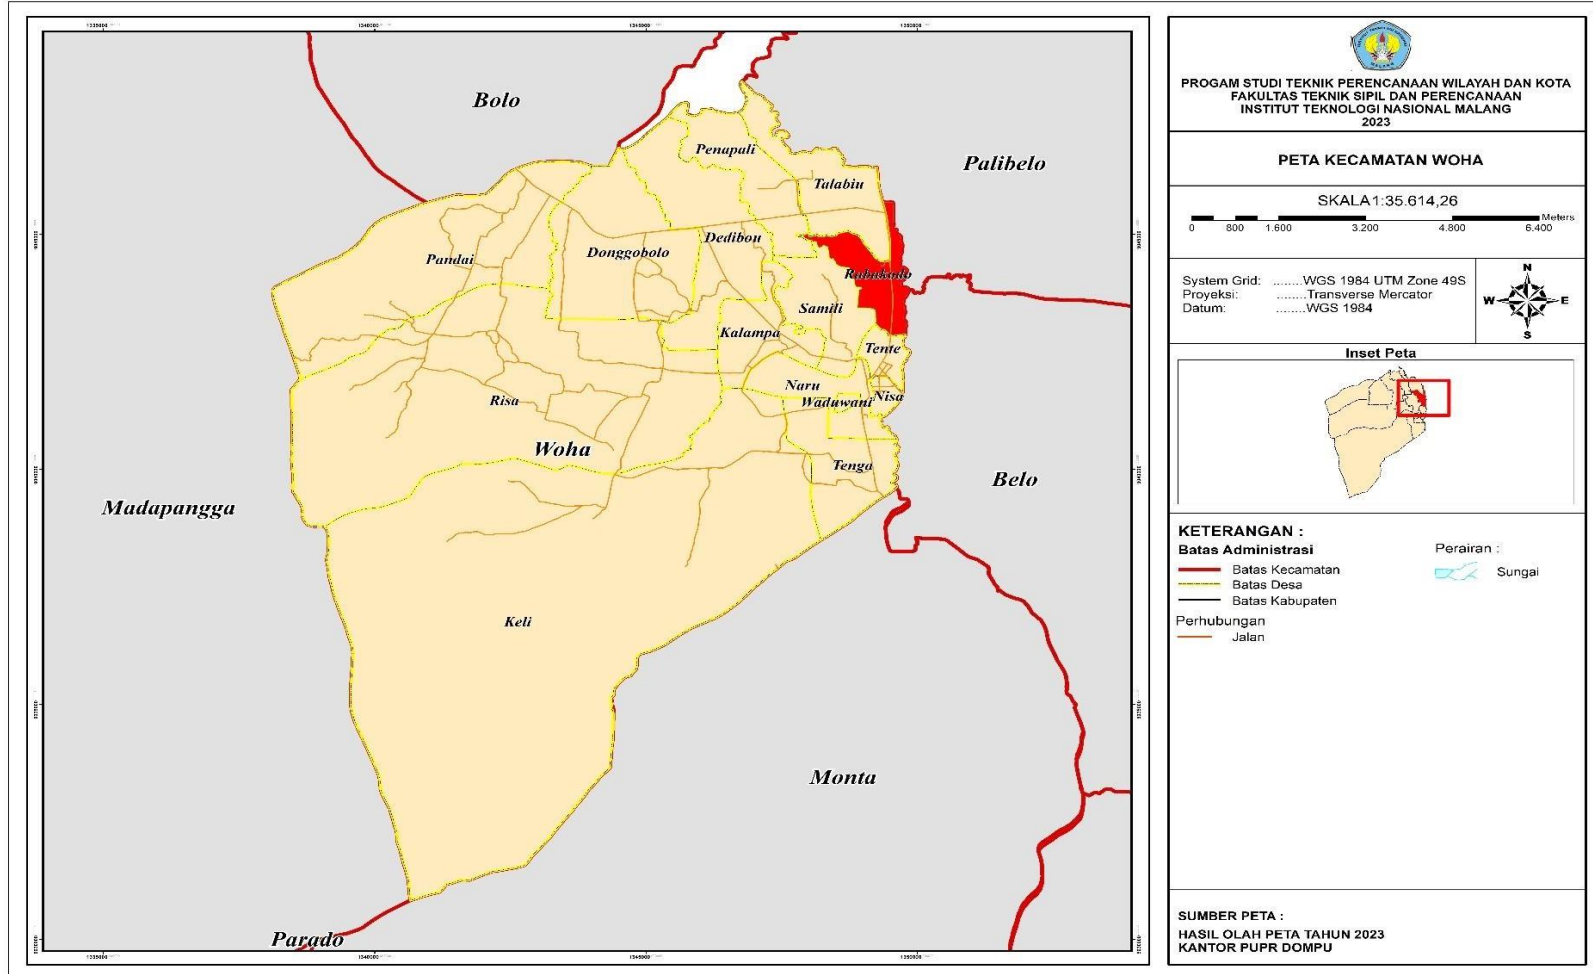 Bolo
Palibelo
Penapali
Talabiu
Dedibou
Donggobolo
Pandai
Rabakodo
Samili
Kalampa
Tente
Naru
Nisa
Waduwani
Risa
Woha
Tenga
Belo
Madapangga
Keli
Monta
Parado
MALANG
PROGAM STUDI TEKNIK PERENCANAAN WILAYAH DAN KOTA
FAKULTAS TEKNIK SIPIL DAN PERENCANAAN
INSTITUT TEKNOLOGI NASIONAL MALANG
2023
PETA KECAMATAN WOHA
SKALA 1:35.614,26
Meters
0 800 1.600 3.200 4.800 6.400
System Grid: ........WGS 1984 UTM Zone 49S
Proyeksi: ........Transverse Mercator
Datum: ........WGS 1984
N
W E
S
Inset Peta
KETERANGAN :
Batas Administrasi
Batas Kecamatan
Batas Desa
Batas Kabupaten
Perhubungan
Jalan
Perairan :
Sungai
SUMBER PETA :
HASIL OLAH PETA TAHUN 2023
KANTOR PUPR DOMPU